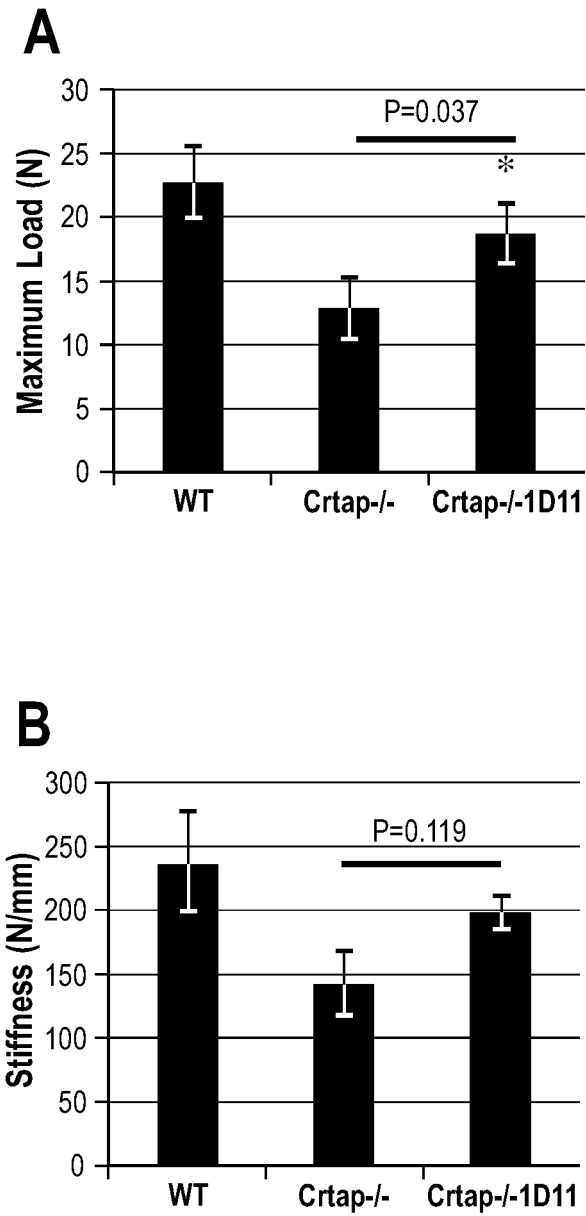 A
Maximum Load (N)
30
25
20
15
10
5
0
P=0.037
*
WT
Crtap-/-
Crtap-/-1D11
B
Stiffness (N/mm)
300
250
200
150
100
50
0
P=0.119
WT
Crtap-/-
Crtap-/-1D11